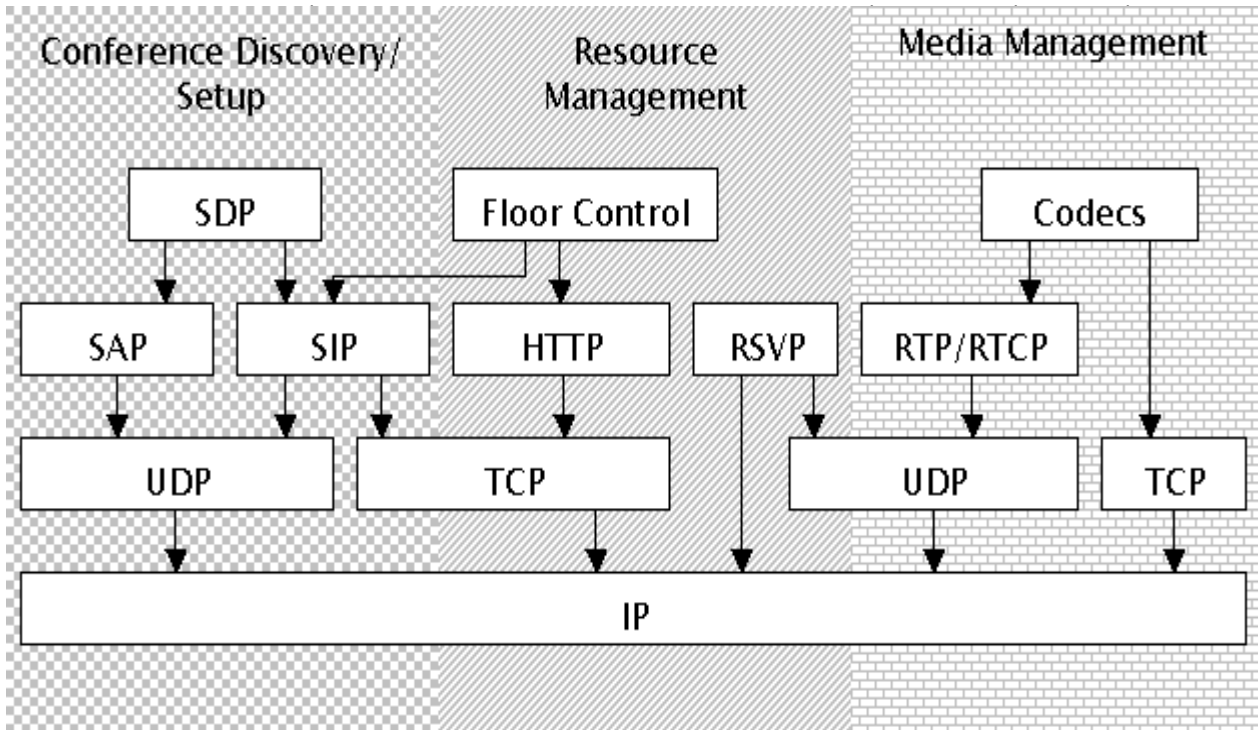 Conference Discovery/
Setup
Resource
Management
Media Management
SDP
Floor Control
Codecs
SAP
SIP
HTTP
RSVP
RTP/RTCP
UDP
TCP
UDP
TCP
IP